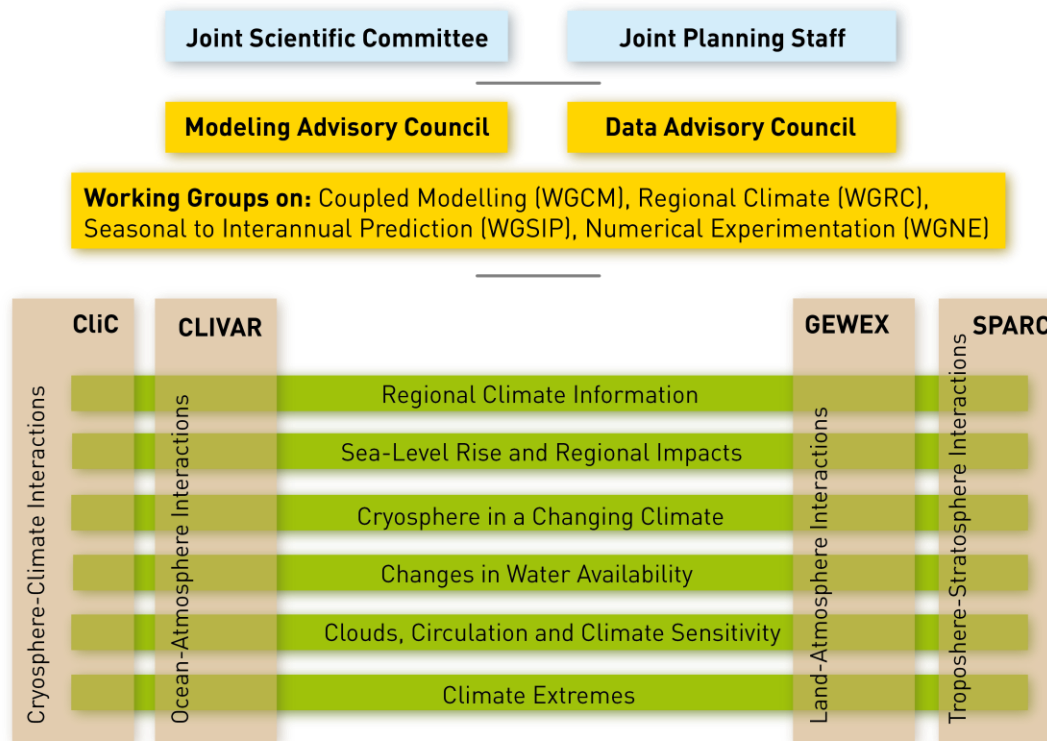 Joint Scientific Committee
Joint Planning Staff
Modeling Advisory Council
Data Advisory Council
Working Groups on: Coupled Modelling (WGCM), Regional Climate (WGRC),
Seasonal to Interannual Prediction (WGSIP), Numerical Experimentation (WGNE)
CliC
CLIVAR
GEWEX
SPARC
Cryosphere-Climate Interactions
Ocean-Atmosphere Interactions
Regional Climate Information
Sea-Level Rise and Regional Impacts
Cryosphere in a Changing Climate
Changes in Water Availability
Clouds, Circulation and Climate Sensitivity
Climate Extremes
Land-Atmosphere Interactions
Troposhere-Stratosphere Interactions